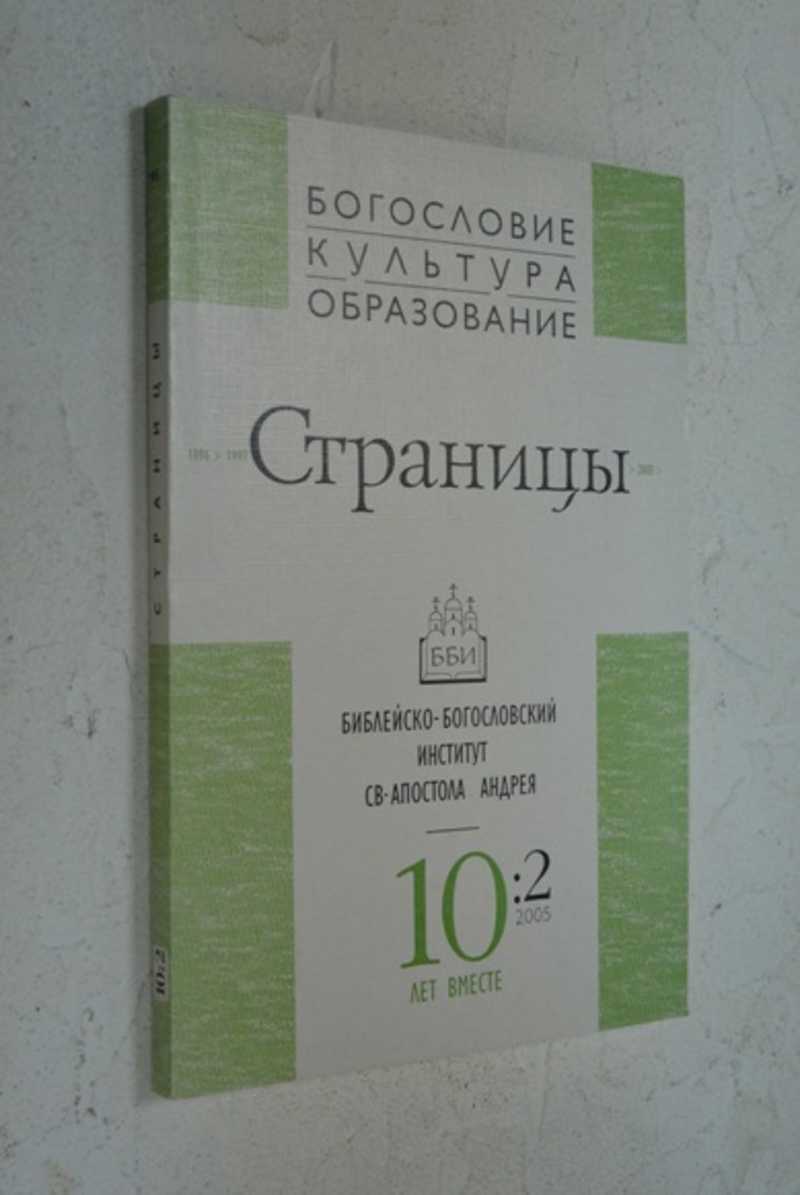 БОГОСЛОВИЕ
КУЛЬТУРА
ОБРАЗОВАНИЕ
Страницы
ББИ
БИБЛЕЙСКО-БОГОСЛОВСКИЙ
ИНСТИТУТ
СВ·АПОСТОЛА АНДРЕЯ
10:2
2005
ЛЕТ ВМЕСТЕ
СТРАНИЦЫ
10:2